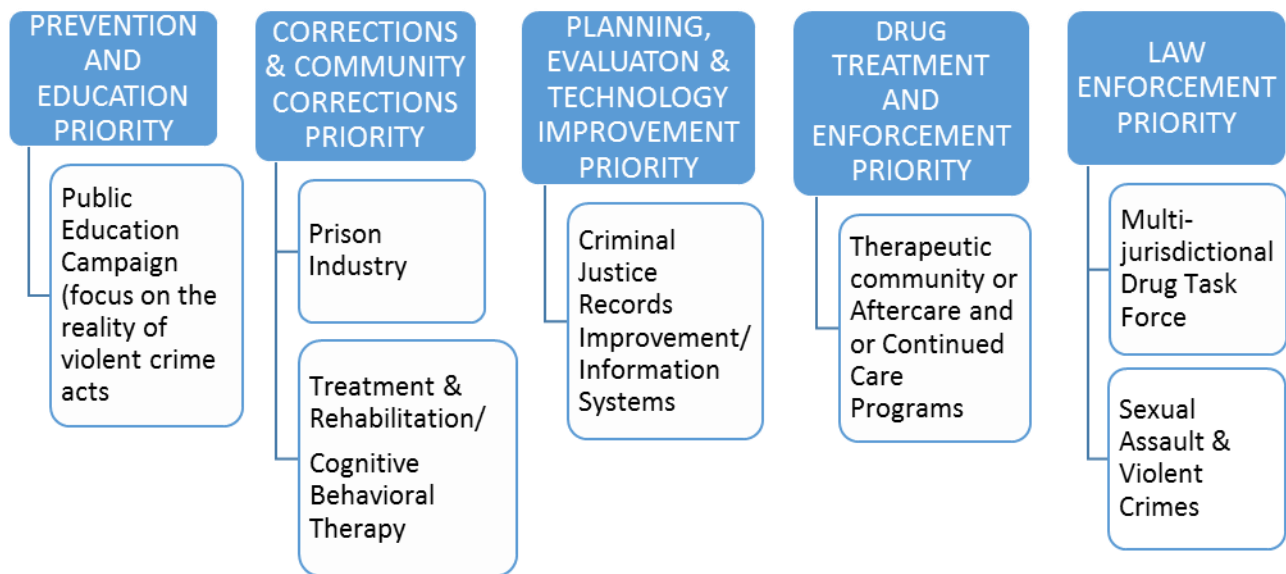 PREVENTION
AND
EDUCATION
PRIORITY
Public
Education
Campaign
(focus on the
reality of
violent crime
acts
CORRECTIONS
& COMMUNITY
CORRECTIONS
PRIORITY
Prison
Industry
Treatment &
Rehabilitation/
Cognitive
Behavioral
Therapy
PLANNING,
EVALUATON &
TECHNOLOGY
IMPROVEMENT
PRIORITY
Criminal
Justice
Records
Improvement/
Information
Systems
DRUG
TREATMENT
AND
ENFORCEMENT
PRIORITY
Therapeutic
community or
Aftercare and
or Continued
Care
Programs
LAW
ENFORCEMENT
PRIORITY
Multi-
jurisdictional
Drug Task
Force
Sexual
Assault &
Violent
Crimes